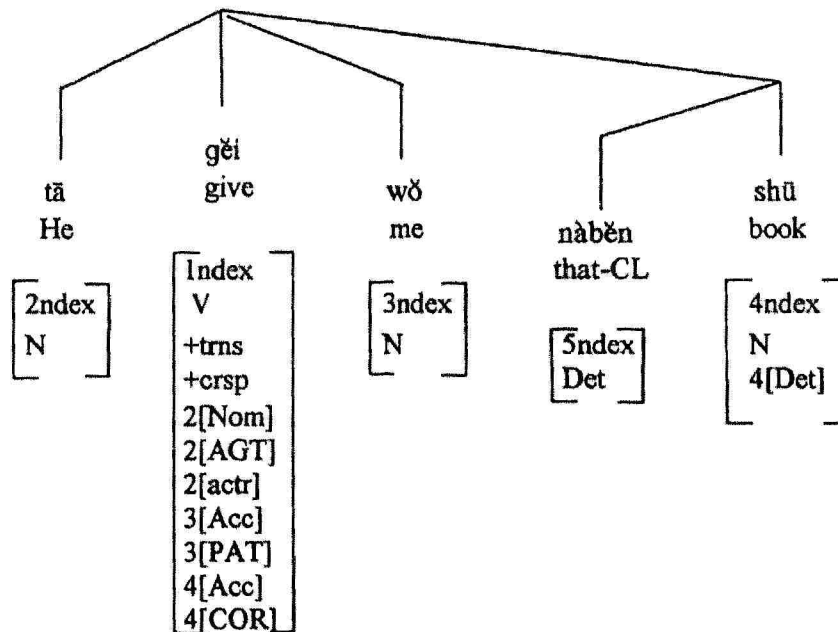 tā
He
gěi
give
wǒ
me
nàběn
that-CL
shū
book
2ndex
N
1ndex
V
+trns
+crsp
2[Nom]
2[AGT]
2[actr]
3[Acc]
3[PAT]
4[Acc]
4[COR]
3ndex
N
5ndex
Det
4ndex
N
4[Det]